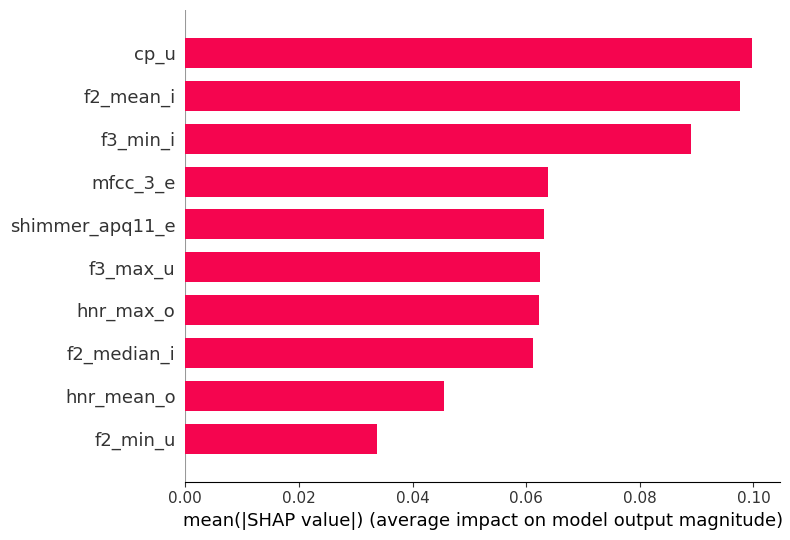 cp_u
f2_mean_i
f3_min_i
mfcc_3_e
shimmer_apq11_e
f3_max_u
hnr_max_o
f2_median_i
hnr_mean_o
f2_min_u
0.00 0.02 0.04 0.06 0.08 0.10
mean(|SHAP value|) (average impact on model output magnitude)